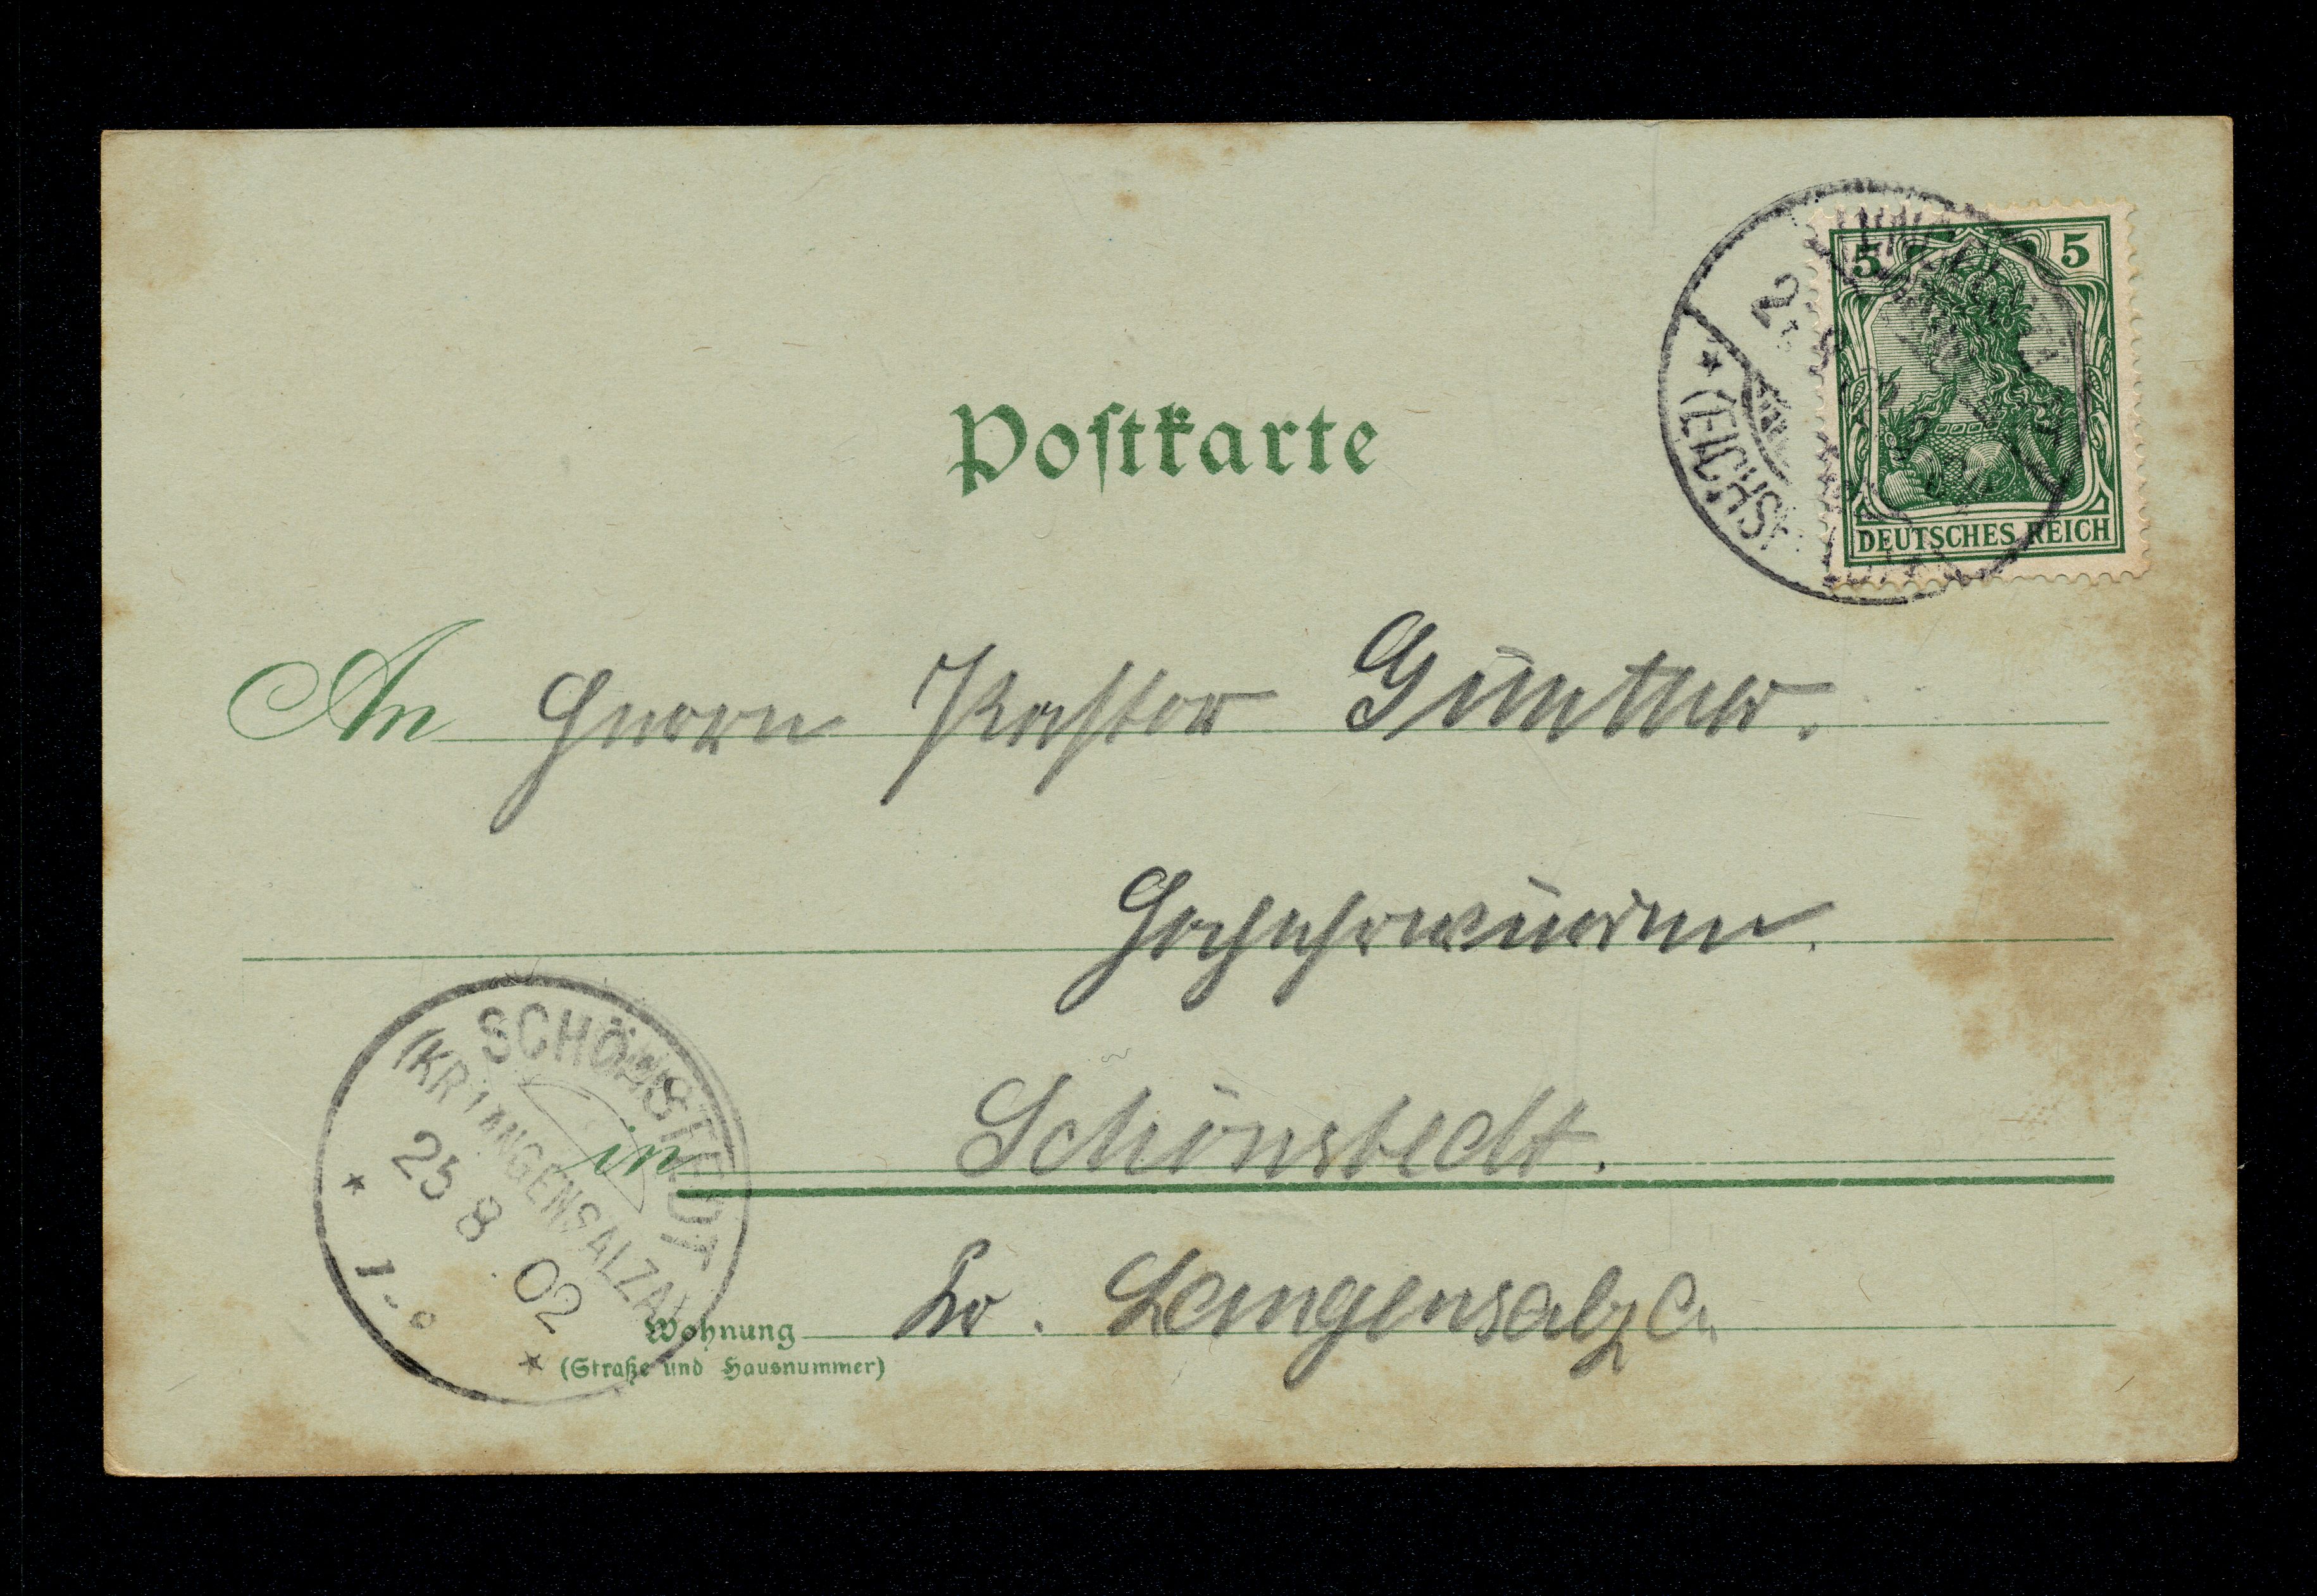 5 5
DEUTSCHES REICH
(EICHSF
Postkarte
An Herrn Pastor Günther.
Hochehrwürden.
SCHÖNSTEDT
(KR. LANGENSALZA)
25 8 02
in Schönstedt.
Wohnung Kr. Langensalza
(Straße und Hausnummer)